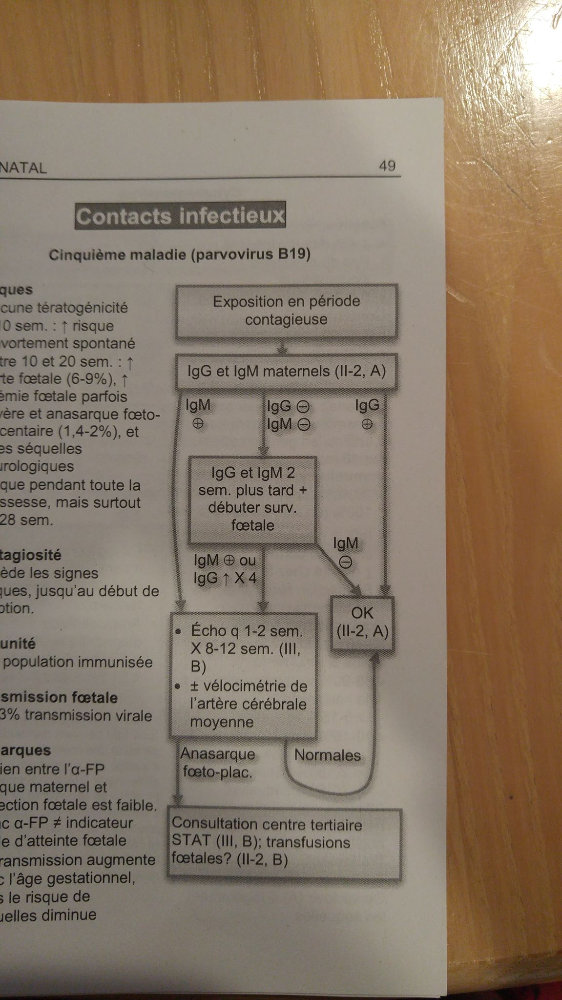 NATAL 49
Contacts infectieux
Cinquième maladie (parvovirus B19)
ques
cune tératogénicité
10 sem. : ↑ risque
vortement spontané
tre 10 et 20 sem. : ↑
rte fœtale (6-9%), ↑
émie fœtale parfois
vère et anasarque fœto-
centaire (1,4-2%), et
es séquelles
urologiques
que pendant toute la
ssesse, mais surtout
28 sem.
tagiosité
ède les signes
ques, jusqu'au début de
ption.
unité
population immunisée
smission fœtale
3% transmission virale
arques
ien entre l'α-FP
que maternel et
ection fœtale est faible.
c α-FP ≠ indicateur
le d'atteinte fœtale
ransmission augmente
c l'âge gestationnel,
s le risque de
uelles diminue
Exposition en période
contagieuse
IgG et IgM maternels (II-2, A)
IgM
⊕
IgG ⊖
IgM ⊖
IgG
⊕
IgG et IgM 2
sem. plus tard +
débuter surv.
fœtale
IgM ⊕ ou
IgG ↑ X 4
IgM
⊖
OK
(II-2, A)
• Écho q 1-2 sem.
X 8-12 sem. (III,
B)
• ± vélocimétrie de
l'artère cérébrale
moyenne
Anasarque
fœto-plac.
Normales
Consultation centre tertiaire
STAT (III, B); transfusions
fœtales? (II-2, B)